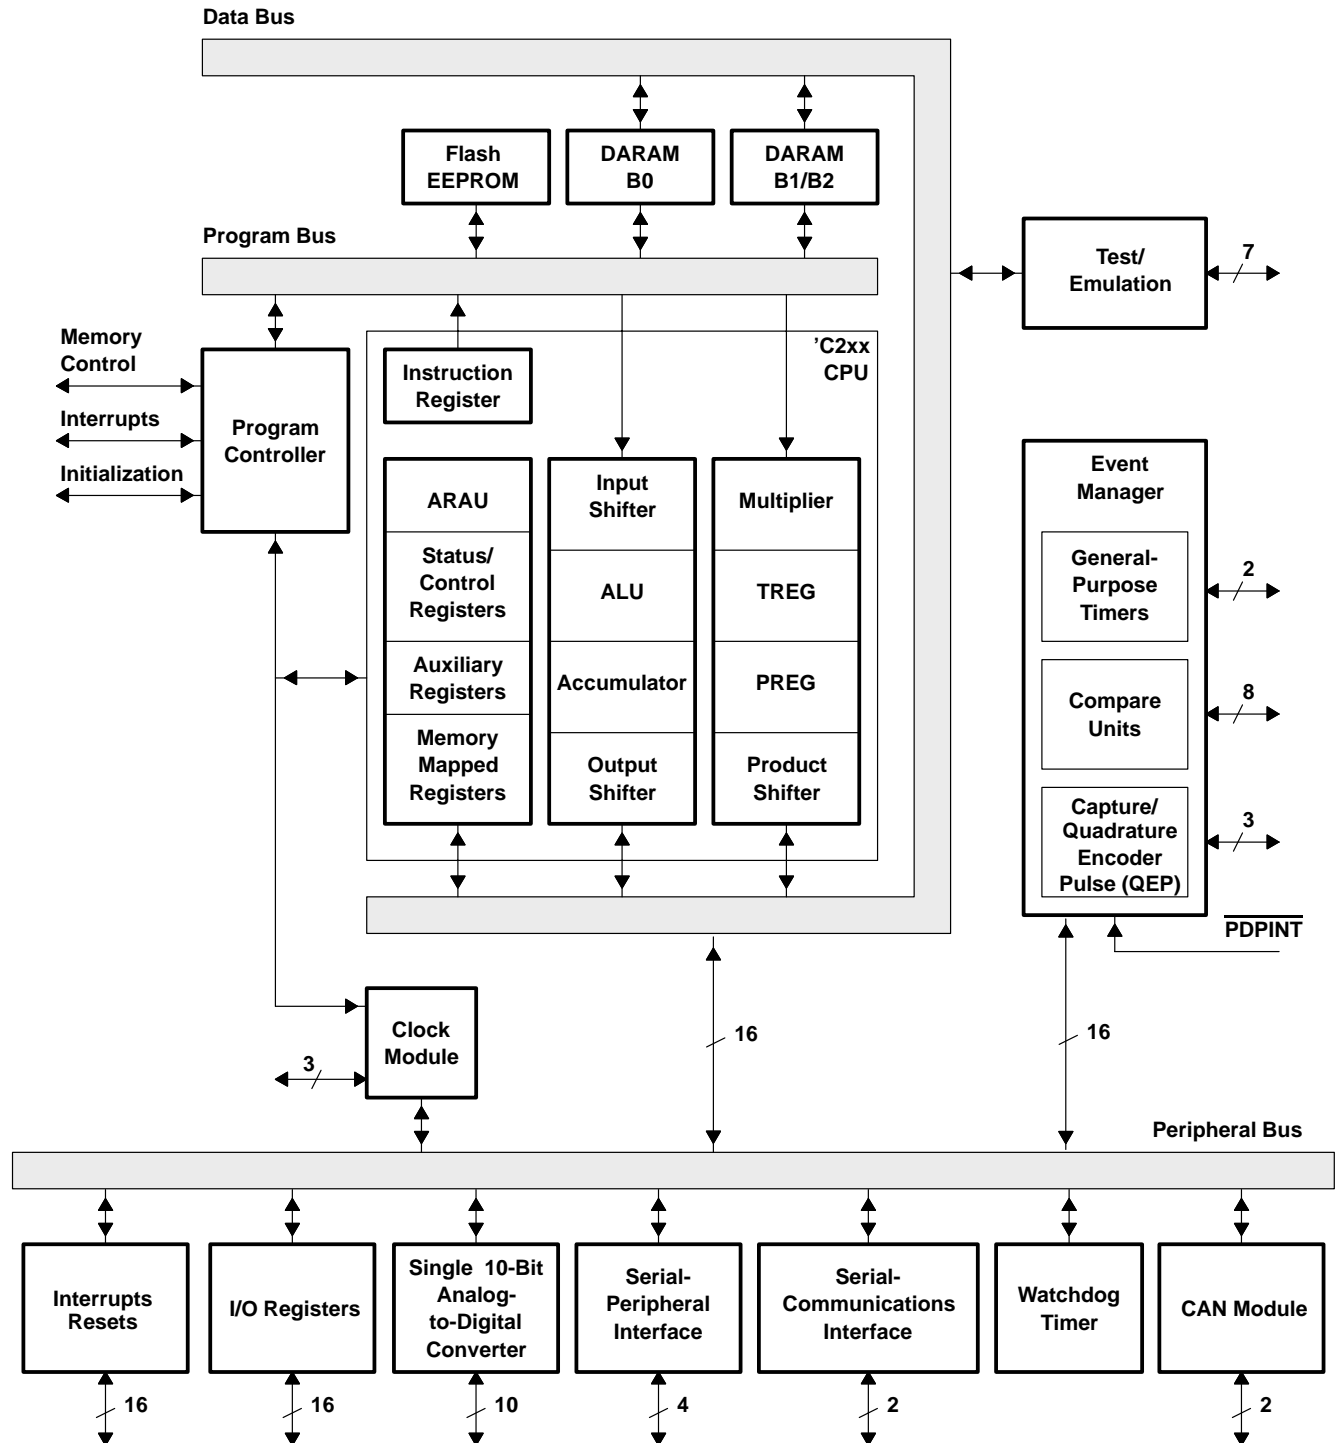 Data Bus
Flash
EEPROM
DARAM
B0
DARAM
B1/B2
Program Bus
Test/
Emulation
7
Memory
Control
Interrupts
Initialization
Program
Controller
'C2xx
CPU
Instruction
Register
ARAU
Status/
Control
Registers
Auxiliary
Registers
Memory
Mapped
Registers
Input
Shifter
ALU
Accumulator
Output
Shifter
Multiplier
TREG
PREG
Product
Shifter
Event
Manager
General-
Purpose
Timers
2
Compare
Units
8
Capture/
Quadrature
Encoder
Pulse (QEP)
3
PDPINT
Clock
Module
3
16
16
Peripheral Bus
Interrupts
Resets
I/O Registers
Single 10-Bit
Analog-
to-Digital
Converter
Serial-
Peripheral
Interface
Serial-
Communications
Interface
Watchdog
Timer
CAN Module
16
16
10
4
2
2